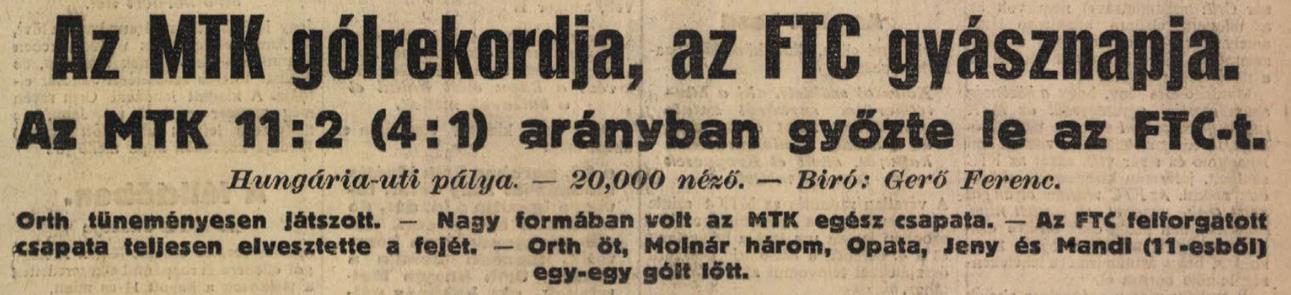 Az MTK gólrekordja, az FTC gyásznapja.
Az MTK 11:2 (4:1) arányban győzte le az FTC-t.
Hungária-uti pálya. — 20,000 néző. — Biró: Gerő Ferenc.
Orth tüneményesen játszott. — Nagy formában volt az MTK egész csapata. — Az FTC felforgatott
csapata teljesen elvesztette a fejét. — Orth öt, Molnár három, Opata, Jeny és Mandl (11-esből)
egy-egy gólt lőtt.